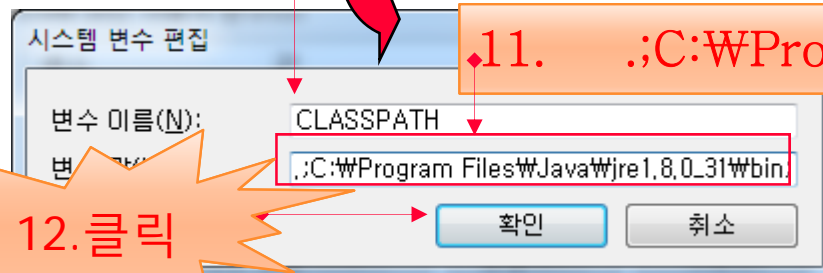 시스템 변수 편집
11. .;C:₩Pro
변수 이름(N):
CLASSPATH
변
.;C:₩Program Files₩Java₩jre1.8.0_31₩bin;
12.클릭
확인
취소